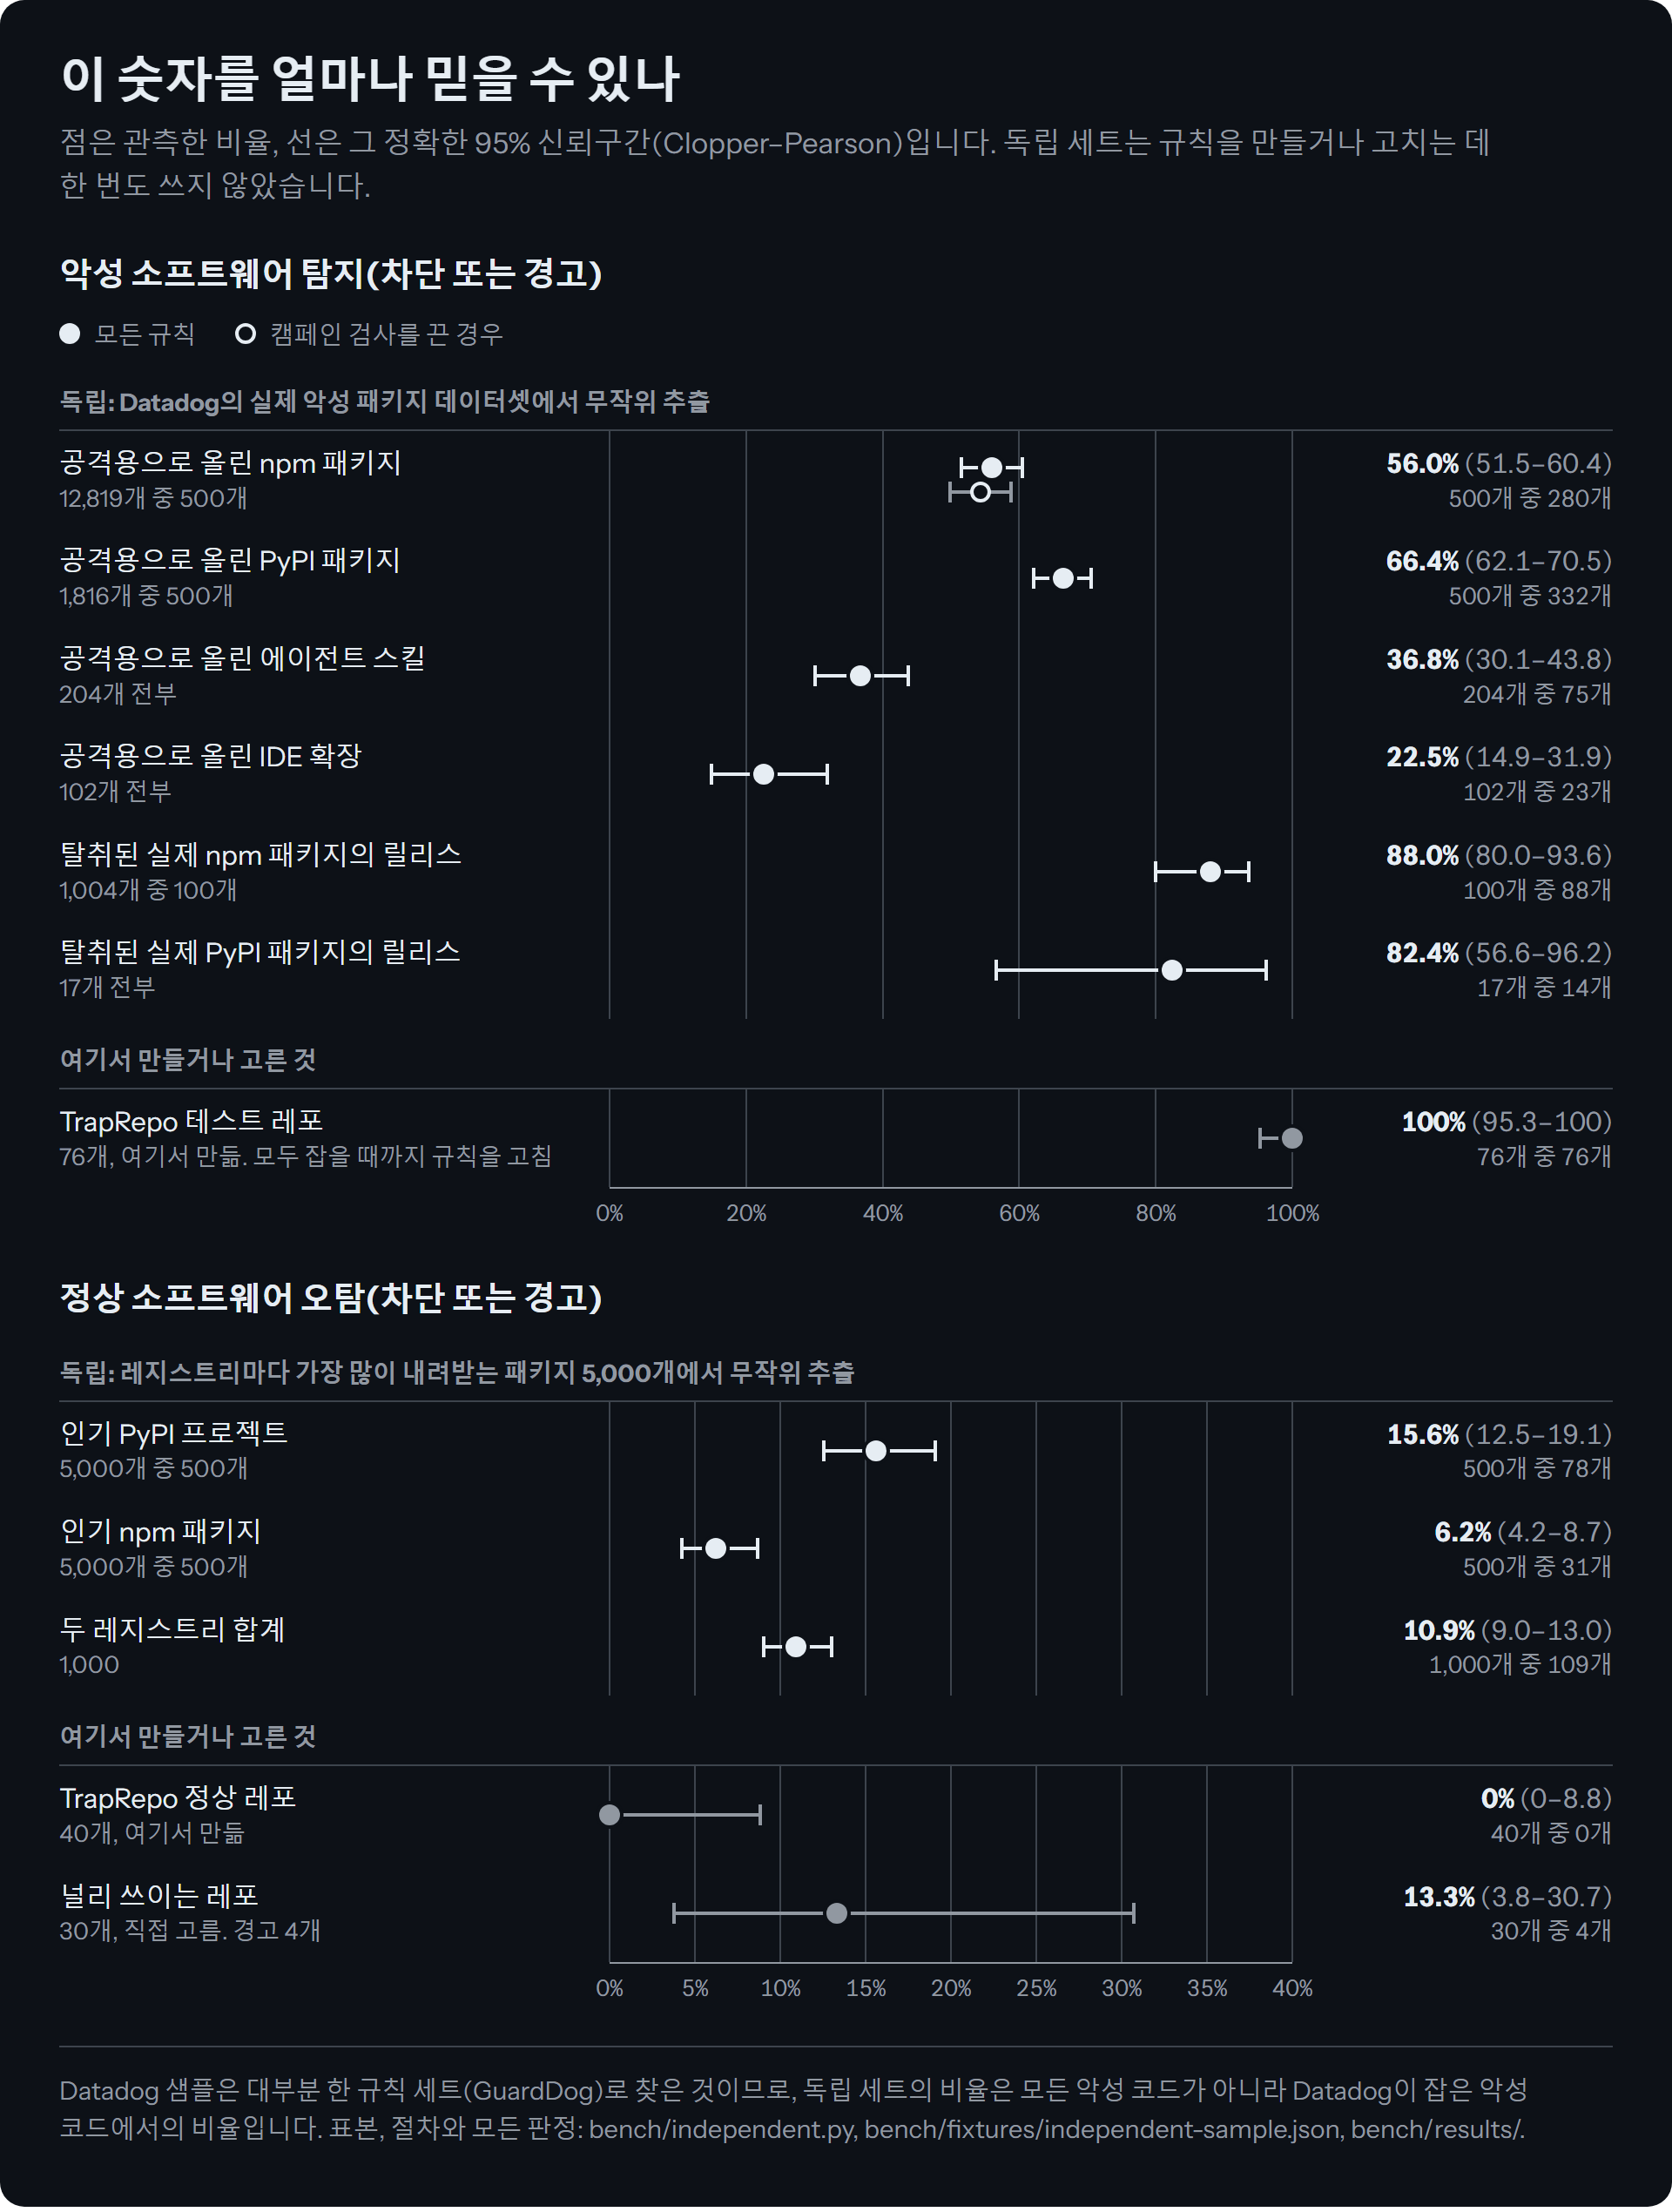 이 숫자를 얼마나 믿을 수 있나
점은 관측한 비율, 선은 그 정확한 95% 신뢰구간(Clopper–Pearson)입니다. 독립 세트는 규칙을 만들거나 고치는 데
한 번도 쓰지 않았습니다.
악성 소프트웨어 탐지(차단 또는 경고)
모든 규칙
캠페인 검사를 끈 경우
독립: Datadog의 실제 악성 패키지 데이터셋에서 무작위 추출
공격용으로 올린 npm 패키지
56.0% (51.5–60.4)
12,819개 중 500개
500개 중 280개
공격용으로 올린 PyPI 패키지
66.4% (62.1–70.5)
1,816개 중 500개
500개 중 332개
공격용으로 올린 에이전트 스킬
36.8% (30.1–43.8)
204개 전부
204개 중 75개
공격용으로 올린 IDE 확장
22.5% (14.9–31.9)
102개 전부
102개 중 23개
탈취된 실제 npm 패키지의 릴리스
88.0% (80.0–93.6)
1,004개 중 100개
100개 중 88개
탈취된 실제 PyPI 패키지의 릴리스
82.4% (56.6–96.2)
17개 전부
17개 중 14개
여기서 만들거나 고른 것
TrapRepo 테스트 레포
100% (95.3–100)
76개, 여기서 만듦. 모두 잡을 때까지 규칙을 고침
76개 중 76개
0% 20% 40% 60% 80% 100%
정상 소프트웨어 오탐(차단 또는 경고)
독립: 레지스트리마다 가장 많이 내려받는 패키지 5,000개에서 무작위 추출
인기 PyPI 프로젝트
15.6% (12.5–19.1)
5,000개 중 500개
500개 중 78개
인기 npm 패키지
6.2% (4.2–8.7)
5,000개 중 500개
500개 중 31개
두 레지스트리 합계
10.9% (9.0–13.0)
1,000
1,000개 중 109개
여기서 만들거나 고른 것
TrapRepo 정상 레포
0% (0–8.8)
40개, 여기서 만듦
40개 중 0개
널리 쓰이는 레포
13.3% (3.8–30.7)
30개, 직접 고름. 경고 4개
30개 중 4개
0% 5% 10% 15% 20% 25% 30% 35% 40%
Datadog 샘플은 대부분 한 규칙 세트(GuardDog)로 찾은 것이므로, 독립 세트의 비율은 모든 악성 코드가 아니라 Datadog이 잡은 악성
코드에서의 비율입니다. 표본, 절차와 모든 판정: bench/independent.py, bench/fixtures/independent-sample.json, bench/results/.